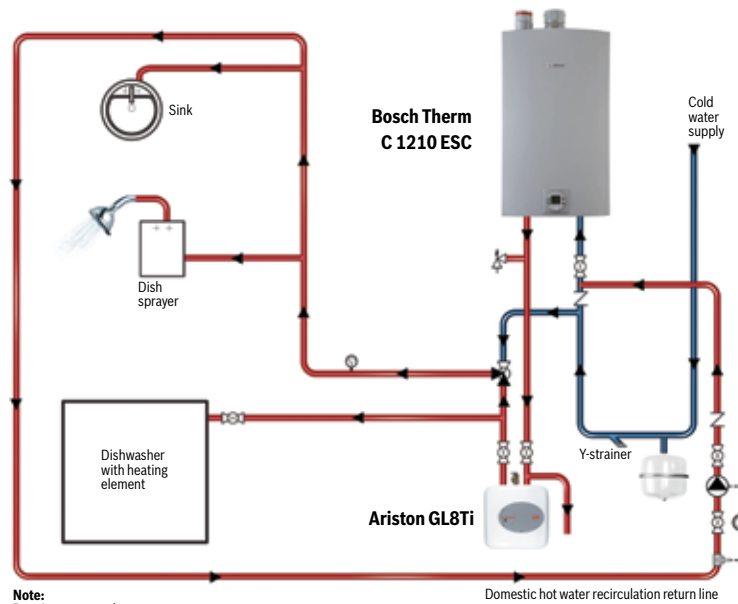 Sink
Bosch Therm
C 1210 ESC
Cold
water
supply
Dish
sprayer
Y-strainer
Dishwasher
with heating
element
Ariston GL8Ti
Note:
Domestic hot water recirculation return line